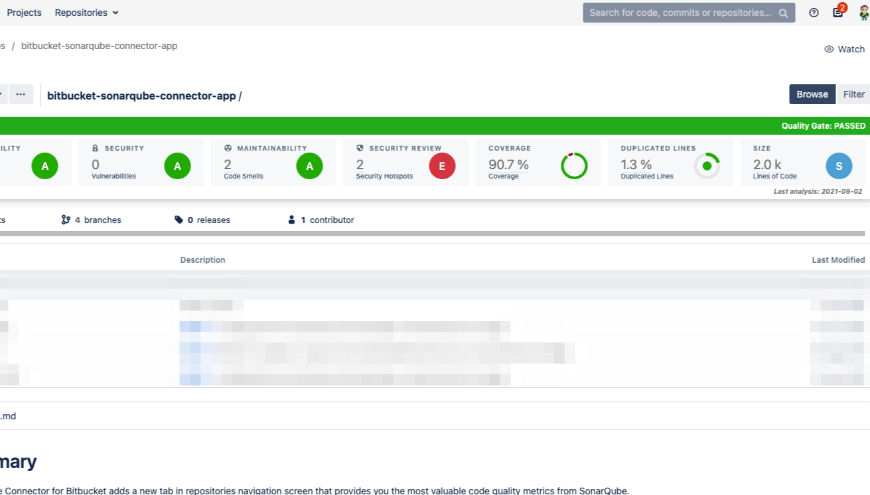 Projects Repositories Search for code, commits or repositories... 2
es / bitbucket-sonarqube-connector-app Watch
bitbucket-sonarqube-connector-app /
Browse Filter
Quality Gate: PASSED
ILITY
A
SECURITY
0
Vulnerabilities
A
MAINTAINABILITY
2
Code Smells
A
SECURITY REVIEW
2
Security Hotspots
E
COVERAGE
90.7 %
Coverage
DUPLICATED LINES
1.3 %
Duplicated Lines
SIZE
2.0 k
Lines of Code
S
Last analysis: 2021-09-02
ts 4 branches 0 releases 1 contributor
Description Last Modified
.md
mary
e Connector for Bitbucket adds a new tab in repositories navigation screen that provides you the most valuable code quality metrics from SonarQube.